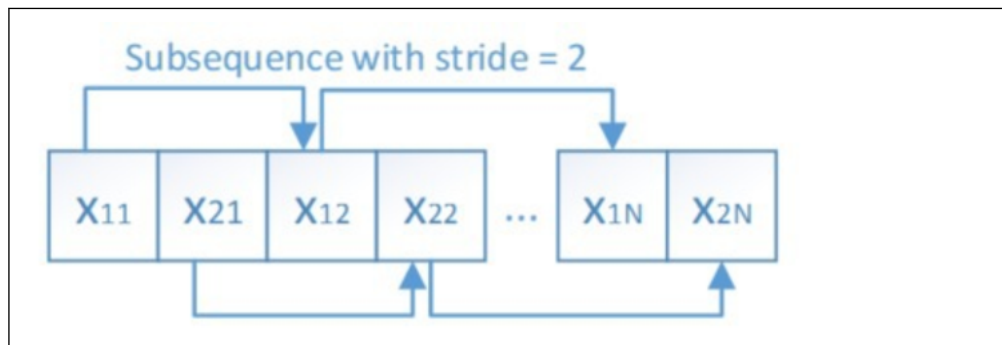 Subsequence with stride = 2
X11 X21 X12 X22 ... X1N X2N